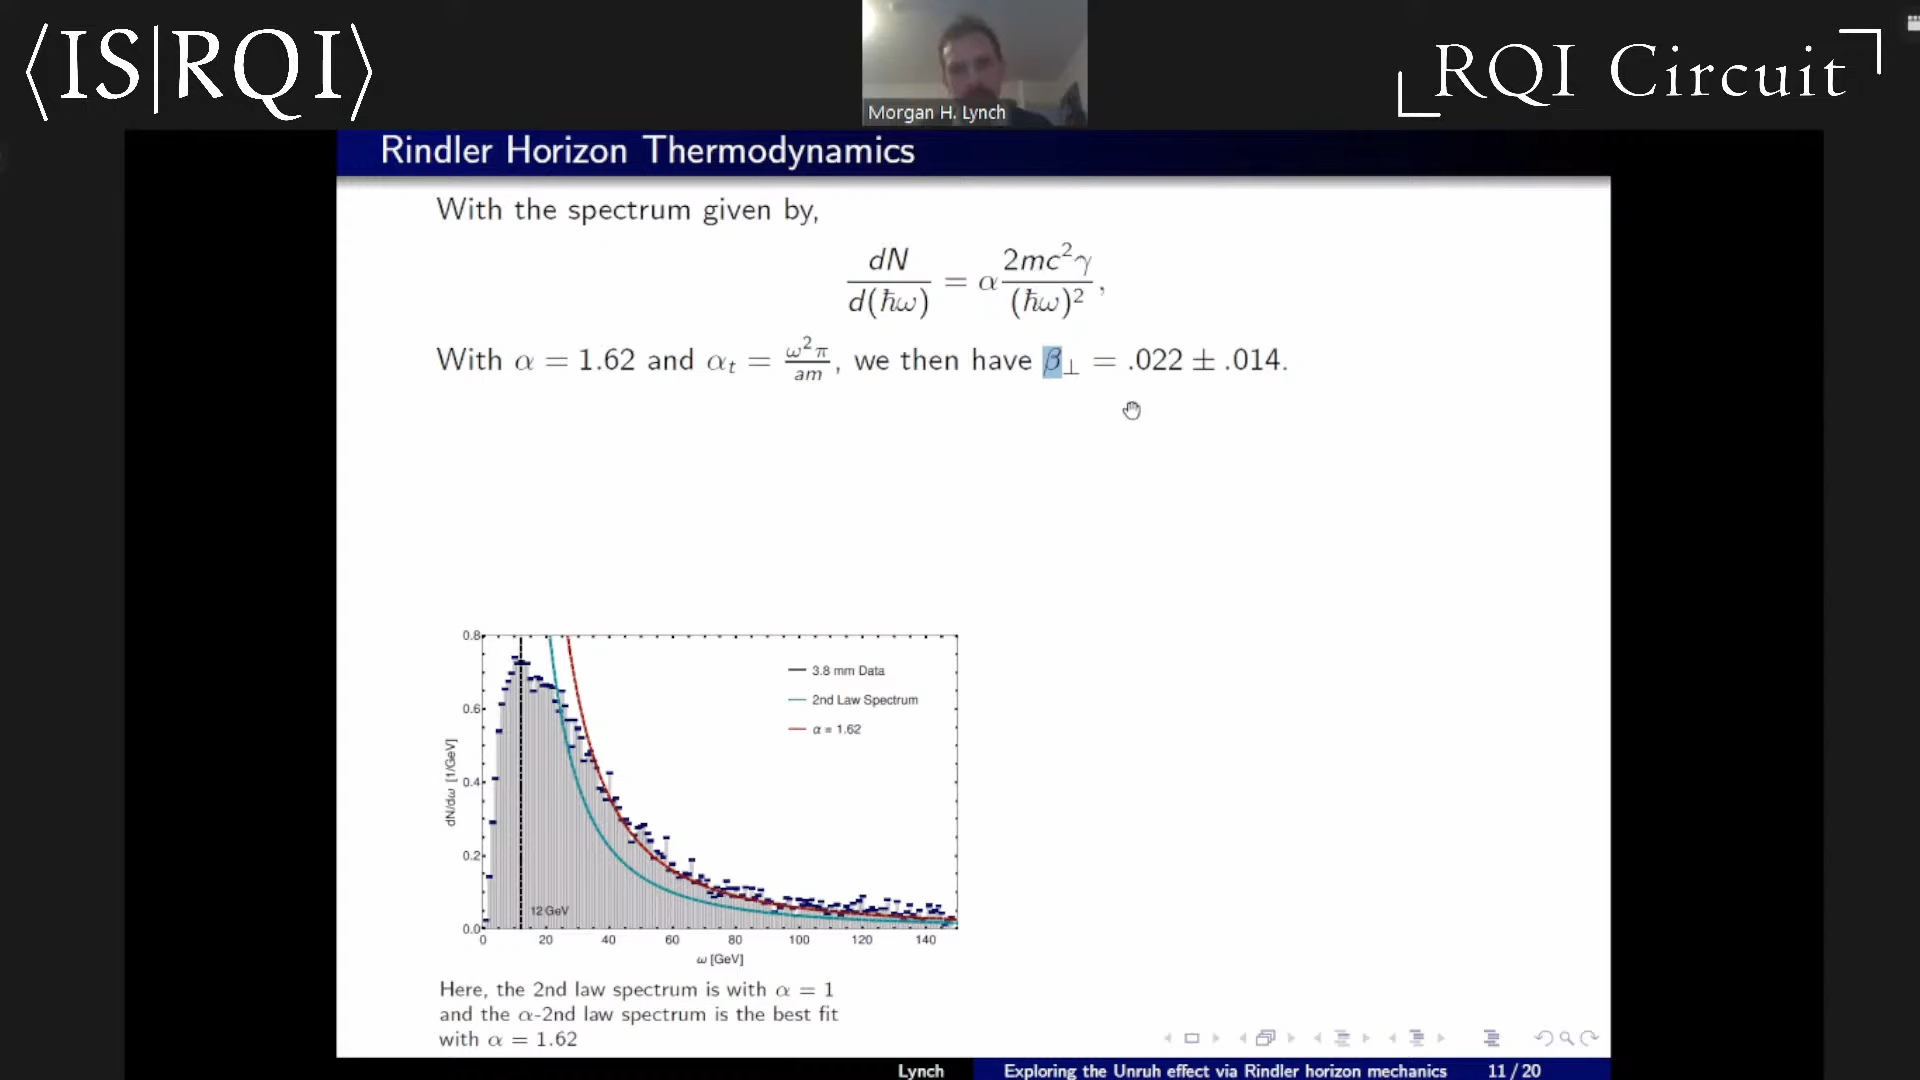 ⟨IS|RQI⟩
RQI Circuit
Morgan H. Lynch
Rindler Horizon Thermodynamics
With the spectrum given by,
dN/d(ħω) = α 2mc²γ/(ħω)²,
With α = 1.62 and αₜ = ω²π/am, we then have β⊥ = .022 ± .014.
0.8
0.6
0.4
0.2
0.0
dN/dω [1/GeV]
3.8 mm Data
2nd Law Spectrum
α = 1.62
12 GeV
0 20 40 60 80 100 120 140
ω [GeV]
Here, the 2nd law spectrum is with α = 1
and the α-2nd law spectrum is the best fit
with α = 1.62
Lynch Exploring the Unruh effect via Rindler horizon mechanics 11 / 20